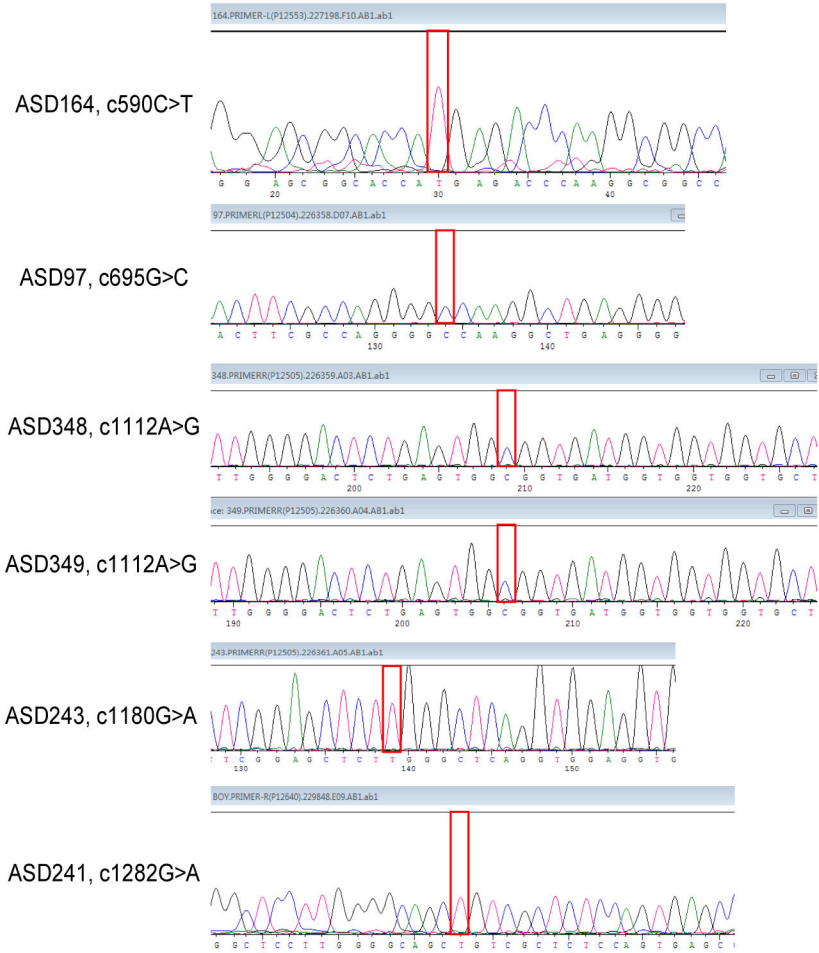 164.PRIMER-L(P12553).227198.F10.AB1.ab1
ASD164, c590C>T
G G A G C G G C A C C A T G A G A C C C A A G G C G G C C
20 30 40
97.PRIMERL(P12504).226358.D07.AB1.ab1
ASD97, c695G>C
A C T T C G C C A G G G G C C A A G G C T G A G G G G
130 140
348.PRIMERR(P12505).226359.A03.AB1.ab1
ASD348, c1112A>G
T T G G G G A C T C T G A G T G G C G G T G A T G G T G G T G G T G C T
200 210 220
ce: 349.PRIMERR(P12505).226360.A04.AB1.ab1
ASD349, c1112A>G
T T G G G G A C T C T G A G T G G C G G T G A T G G T G G T G G T G C T
190 200 210 220
243.PRIMERR(P12505).226361.A05.AB1.ab1
ASD243, c1180G>A
T T C G G A G C T C T T G G G C T C A G G T G G A G G T G
130 140 150
BOY.PRIMER-R(P12640).229848.E09.AB1.ab1
ASD241, c1282G>A
G G C T C C T T G G G G C A G C T G T C G C T C T C C A G T G A G C